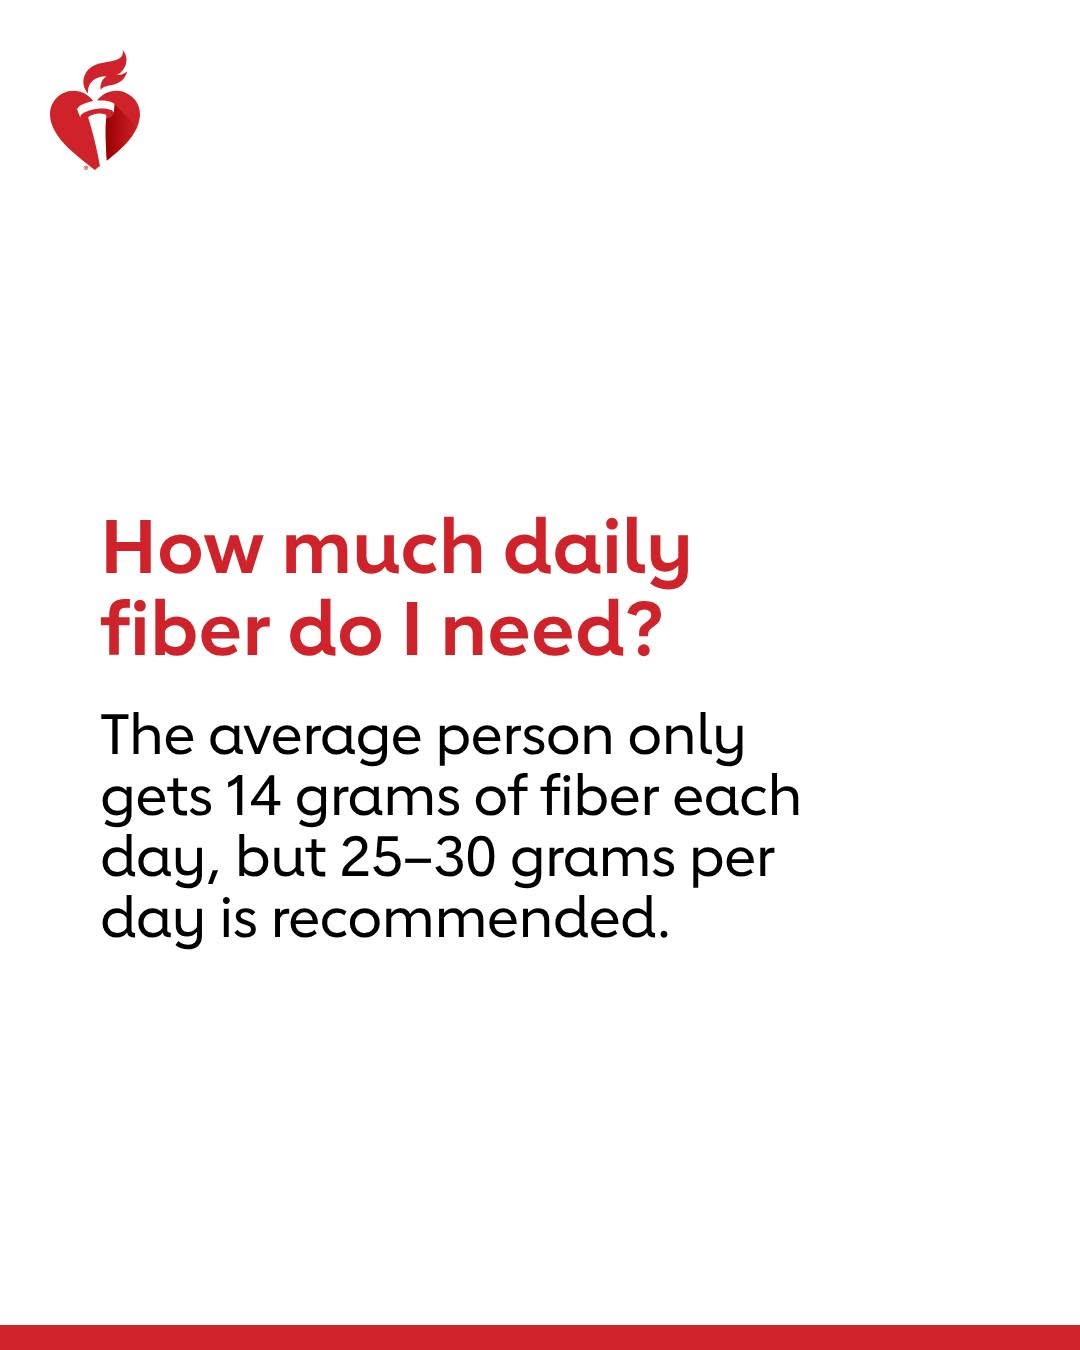 How much daily
fiber do I need?
The average person only
gets 14 grams of fiber each
day, but 25–30 grams per
day is recommended.